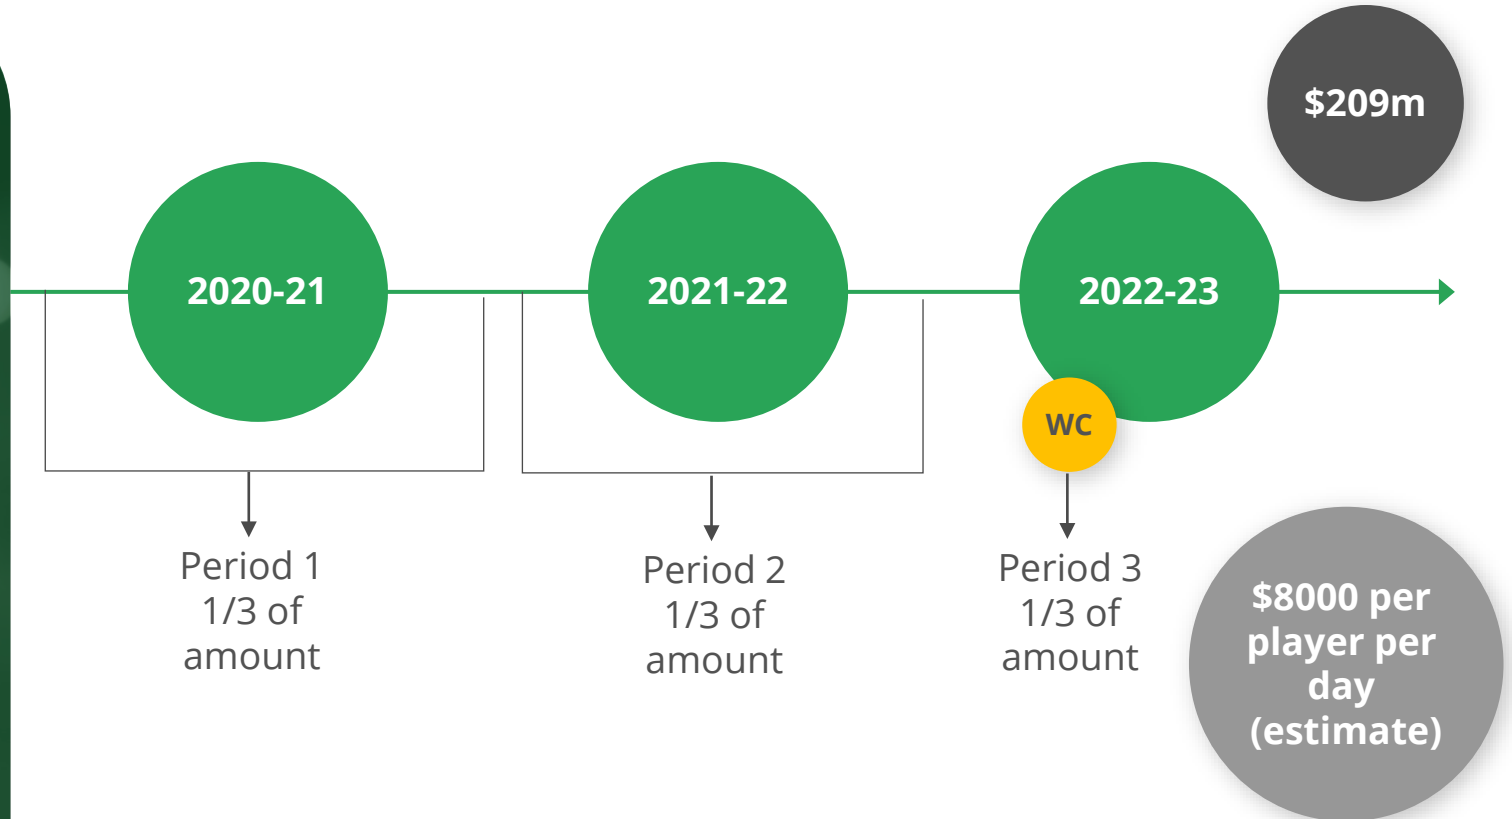 $209m
2020-21
2021-22
2022-23
WC
Period 1
1/3 of
amount
Period 2
1/3 of
amount
Period 3
1/3 of
amount
$8000 per
player per
day
(estimate)